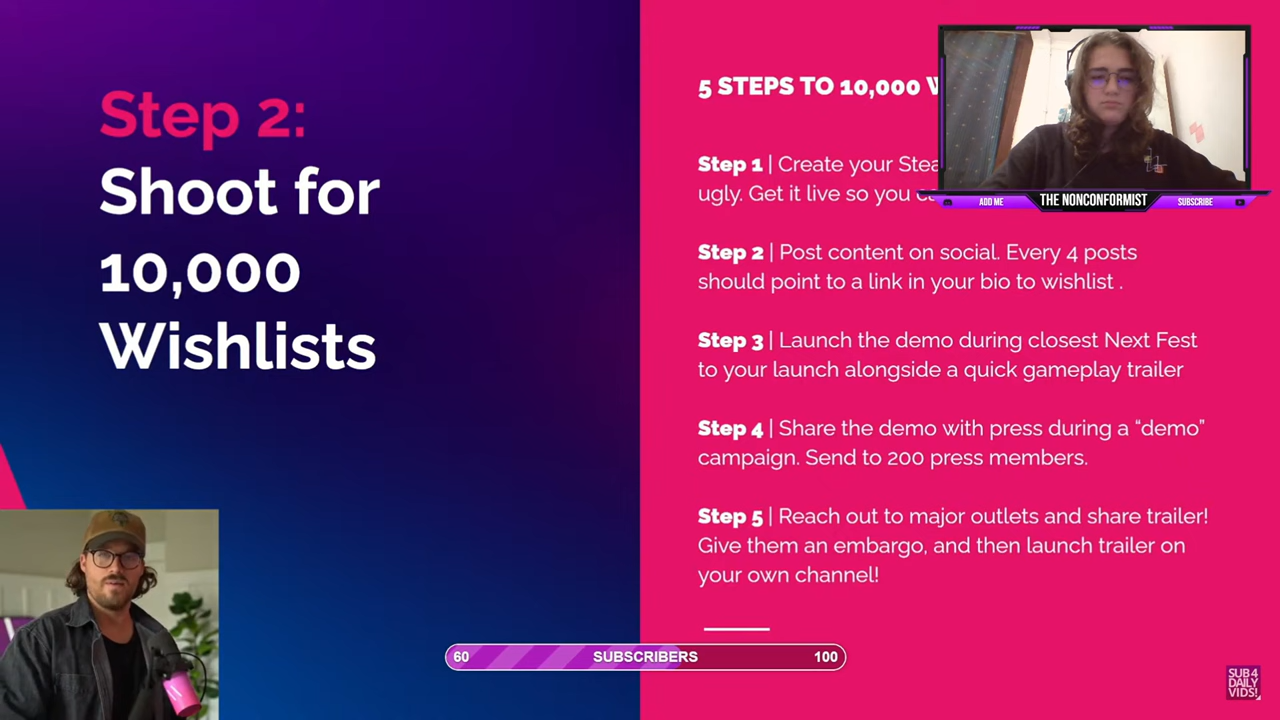 Step 2:
Shoot for
10,000
Wishlists
5 STEPS TO 10,000
Step 1 | Create your
ugly. Get it live so you
Step 2 | Post content on social. Every 4 posts
should point to a link in your bio to wishlist .
Step 3 | Launch the demo during closest Next Fest
to your launch alongside a quick gameplay trailer
Step 4 | Share the demo with press during a “demo”
campaign. Send to 200 press members.
Step 5 | Reach out to major outlets and share trailer!
Give them an embargo, and then launch trailer on
your own channel!
ADD ME
THE NONCONFORMIST
SUBSCRIBE
60 SUBSCRIBERS 100
SUB 4
DAILY
VIDS!